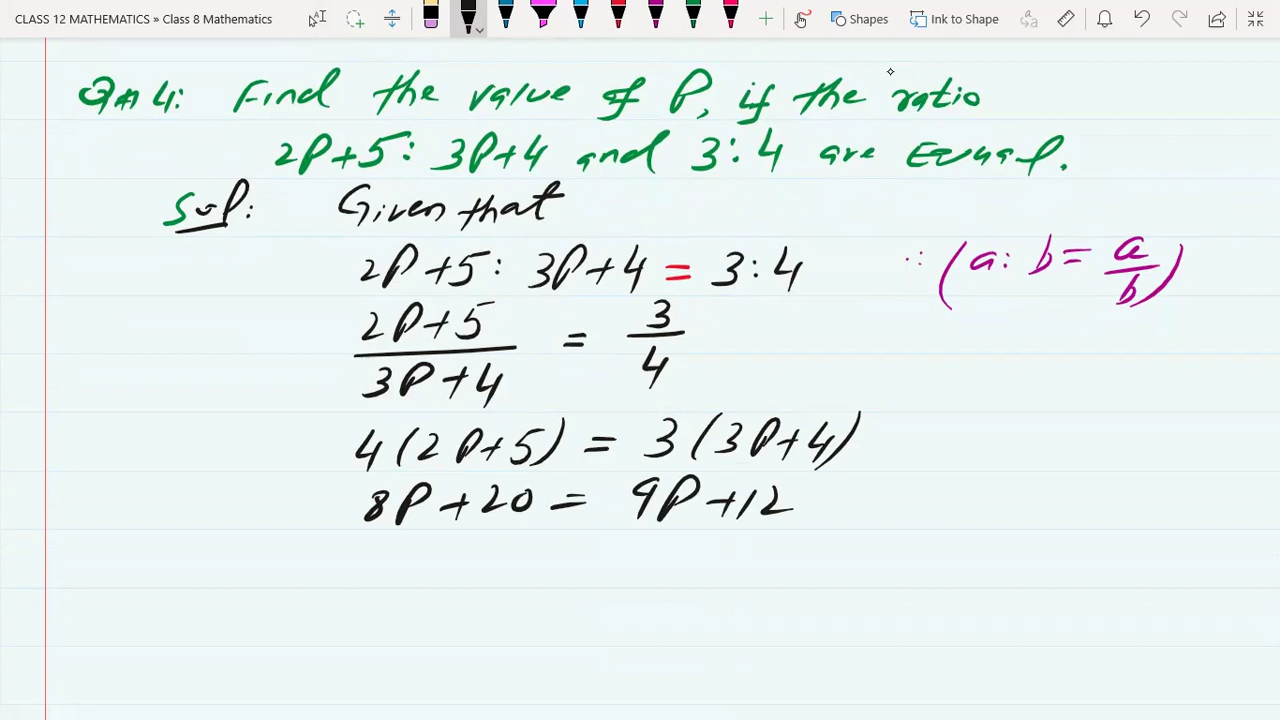 CLASS 12 MATHEMATICS » Class 8 Mathematics Shapes Ink to Shape
Qn 4: Find the value of P, if the ratio
2P+5 : 3P+4 and 3:4 are Equal.
Sol: Given that
2P+5 : 3P+4 = 3:4 ∵ (a:b = a/b)
2P+5/3P+4 = 3/4
4(2P+5) = 3(3P+4)
8P+20 = 9P+12